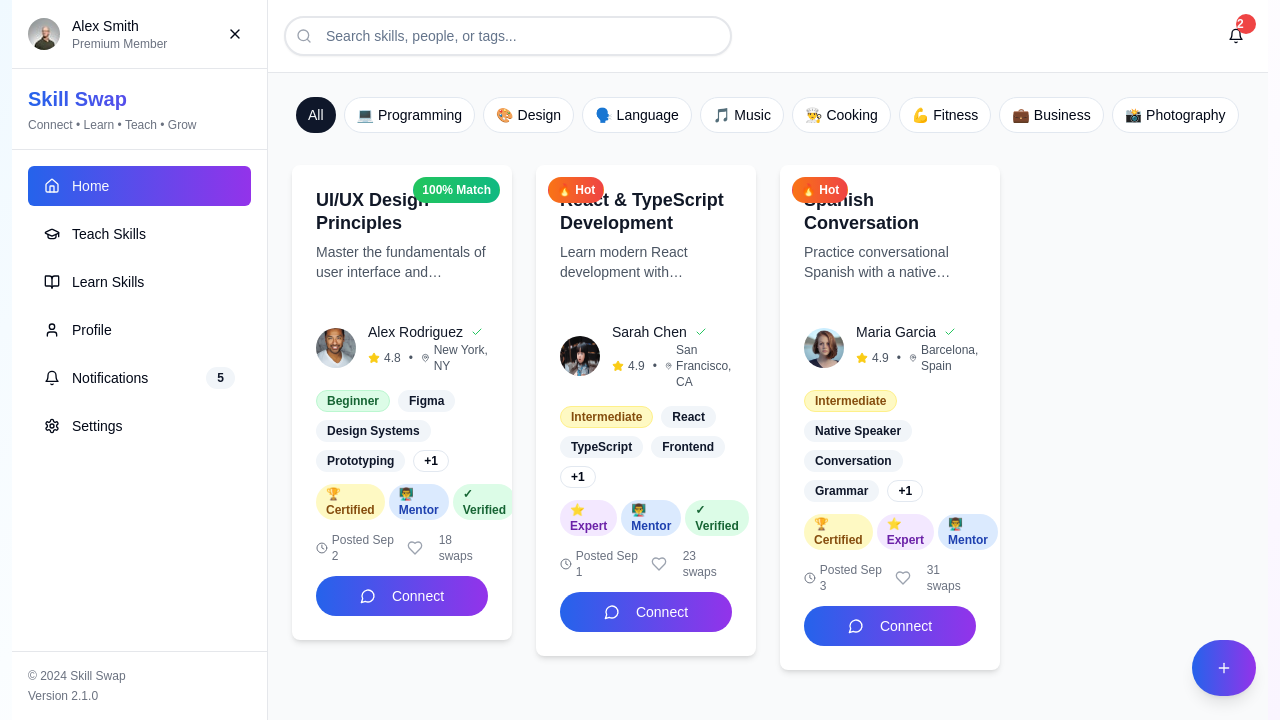 Alex Smith
Premium Member
Skill Swap
Connect • Learn • Teach • Grow
Home
Teach Skills
Learn Skills
Profile
Notifications
5
Settings
© 2024 Skill Swap
Version 2.1.0
Search skills, people, or tags...
2
All
💻 Programming
🎨 Design
🗣️ Language
🎵 Music
👨‍🍳 Cooking
💪 Fitness
💼 Business
📸 Photography
100% Match
UI/UX Design
Principles
Master the fundamentals of
user interface and…
Alex Rodriguez
4.8 •
New York,
NY
Beginner
Figma
Design Systems
Prototyping
+1
🏆
Certified
👨‍🏫
Mentor
✓
Verified
Posted Sep
2
18
swaps
Connect
🔥 Hot
React & TypeScript
Development
Learn modern React
development with…
Sarah Chen
4.9 •
San
Francisco,
CA
Intermediate
React
TypeScript
Frontend
+1
⭐
Expert
👨‍🏫
Mentor
✓
Verified
Posted Sep
1
23
swaps
Connect
🔥 Hot
Spanish
Conversation
Practice conversational
Spanish with a native…
Maria Garcia
4.9 •
Barcelona,
Spain
Intermediate
Native Speaker
Conversation
Grammar
+1
🏆
Certified
⭐
Expert
👨‍🏫
Mentor
Posted Sep
3
31
swaps
Connect